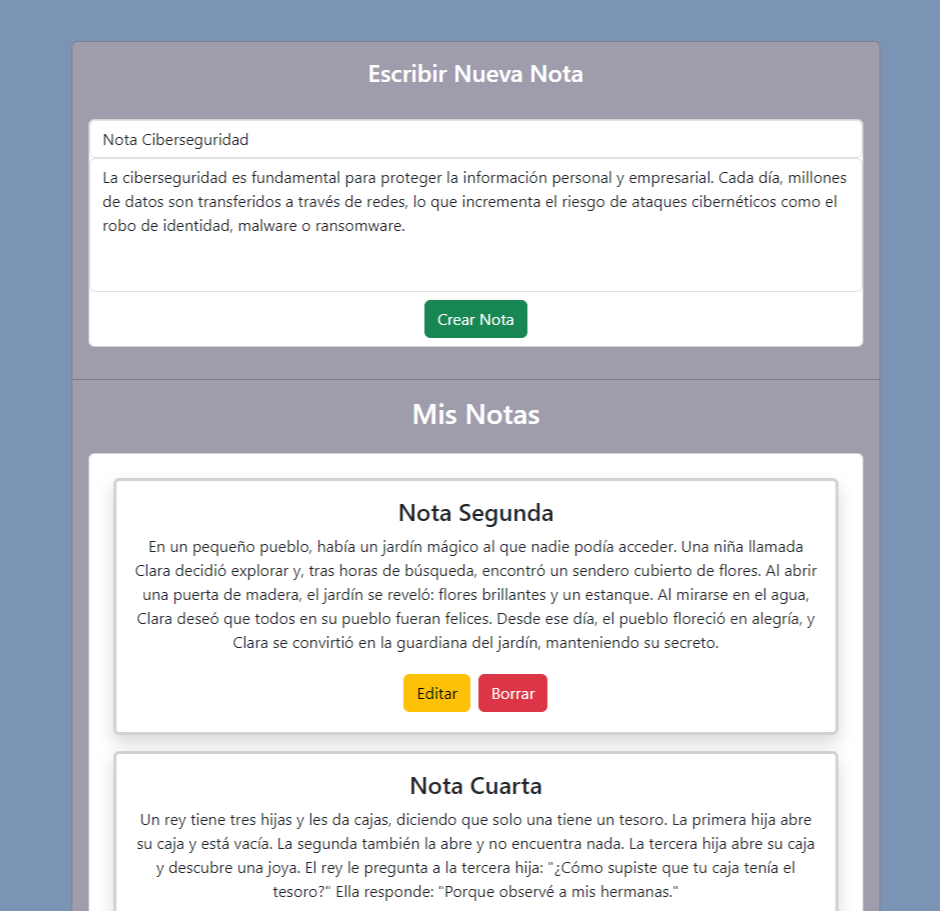 Escribir Nueva Nota
Nota Ciberseguridad
La ciberseguridad es fundamental para proteger la información personal y empresarial. Cada día, millones
de datos son transferidos a través de redes, lo que incrementa el riesgo de ataques cibernéticos como el
robo de identidad, malware o ransomware.
Crear Nota
Mis Notas
Nota Segunda
En un pequeño pueblo, había un jardín mágico al que nadie podía acceder. Una niña llamada
Clara decidió explorar y, tras horas de búsqueda, encontró un sendero cubierto de flores. Al abrir
una puerta de madera, el jardín se reveló: flores brillantes y un estanque. Al mirarse en el agua,
Clara deseó que todos en su pueblo fueran felices. Desde ese día, el pueblo floreció en alegría, y
Clara se convirtió en la guardiana del jardín, manteniendo su secreto.
Editar Borrar
Nota Cuarta
Un rey tiene tres hijas y les da cajas, diciendo que solo una tiene un tesoro. La primera hija abre
su caja y está vacía. La segunda también la abre y no encuentra nada. La tercera hija abre su caja
y descubre una joya. El rey le pregunta a la tercera hija: "¿Cómo supiste que tu caja tenía el
tesoro?" Ella responde: "Porque observé a mis hermanas."